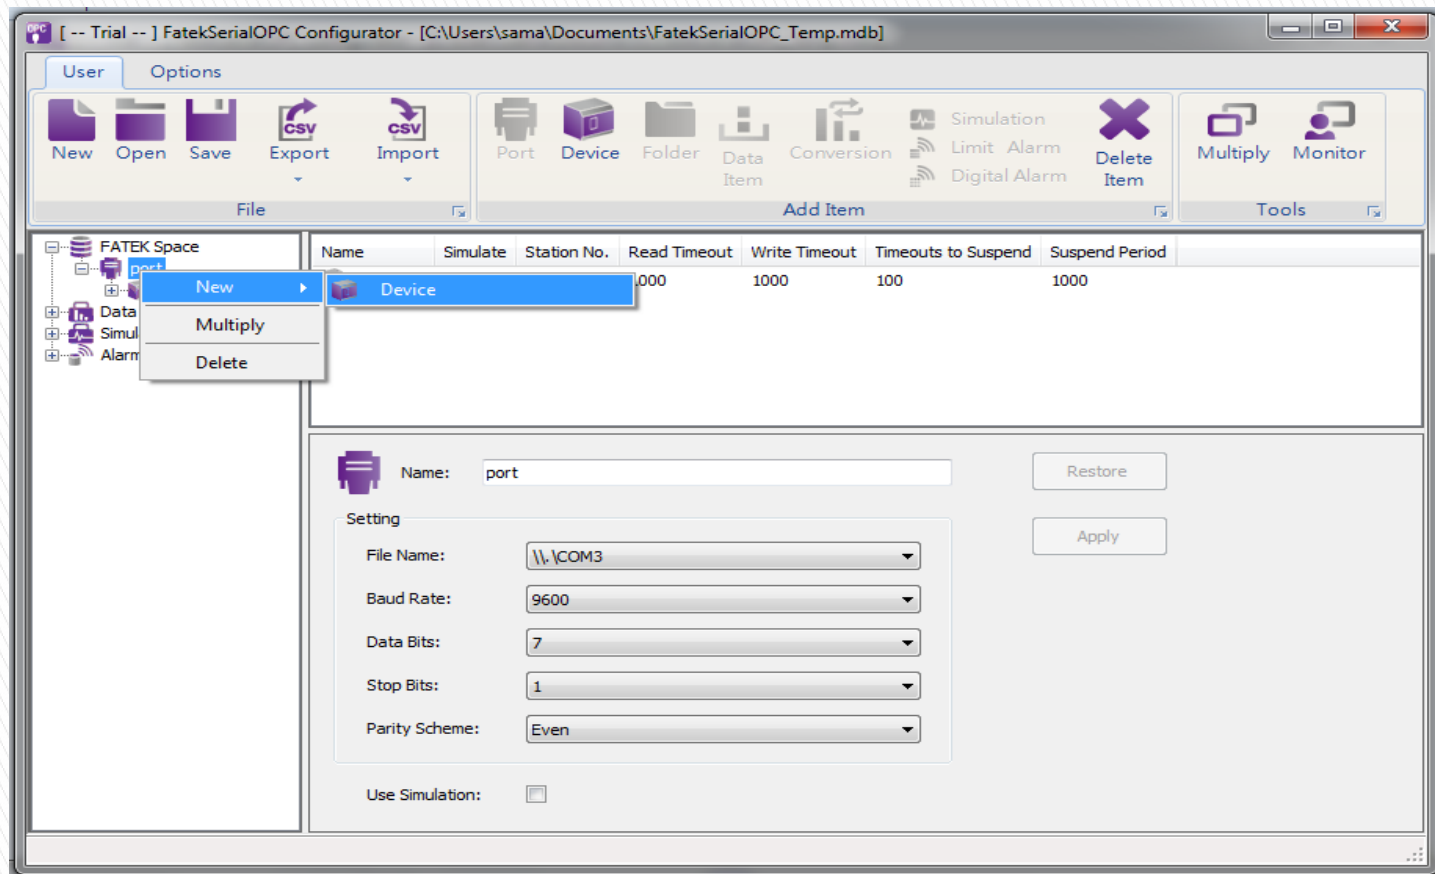 OPC [ -- Trial -- ] FatekSerialOPC Configurator - [C:\Users\sama\Documents\FatekSerialOPC_Temp.mdb]
User Options
New Open Save CSV Export CSV Import
Port Device Folder Data Item Conversion
Simulation
Limit Alarm
Digital Alarm
Delete Item
Multiply Monitor
File Add Item Tools
FATEK Space
port
Data
Simul
Alarm
New
Multiply
Delete
Device
Name Simulate Station No. Read Timeout Write Timeout Timeouts to Suspend Suspend Period
000 1000 100 1000
Name: port
Restore
Setting
Apply
File Name: \\.\COM3
Baud Rate: 9600
Data Bits: 7
Stop Bits: 1
Parity Scheme: Even
Use Simulation: